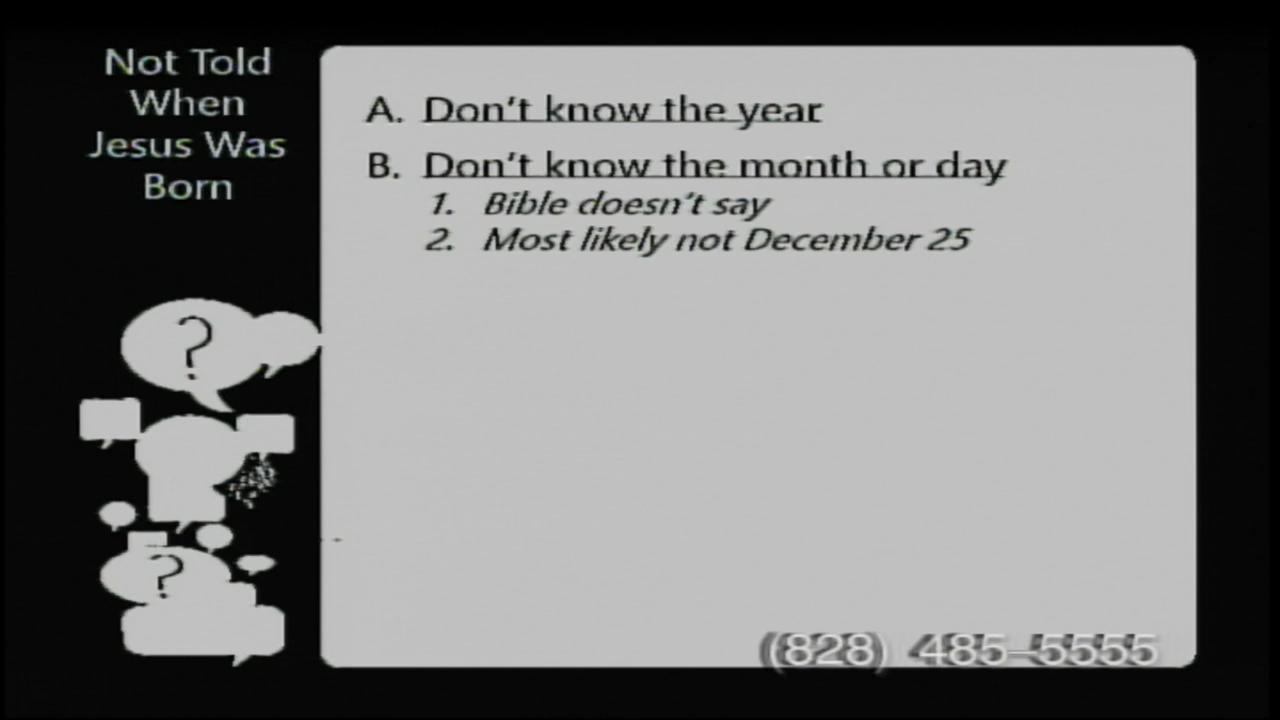 Not Told
When
Jesus Was
Born
A. Don't know the year
B. Don't know the month or day
1. Bible doesn't say
2. Most likely not December 25
?
?
(828) 485-5555